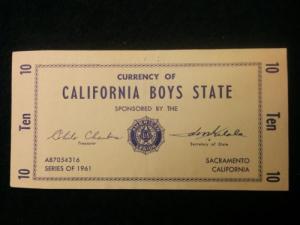 10
10
CURRENCY OF
CALIFORNIA BOYS STATE
SPONSORED BY THE
Ten
Ten
Treasurer
Secretary of State
AB7054316
SACRAMENTO
SERIES OF 1961
CALIFORNIA
10
10